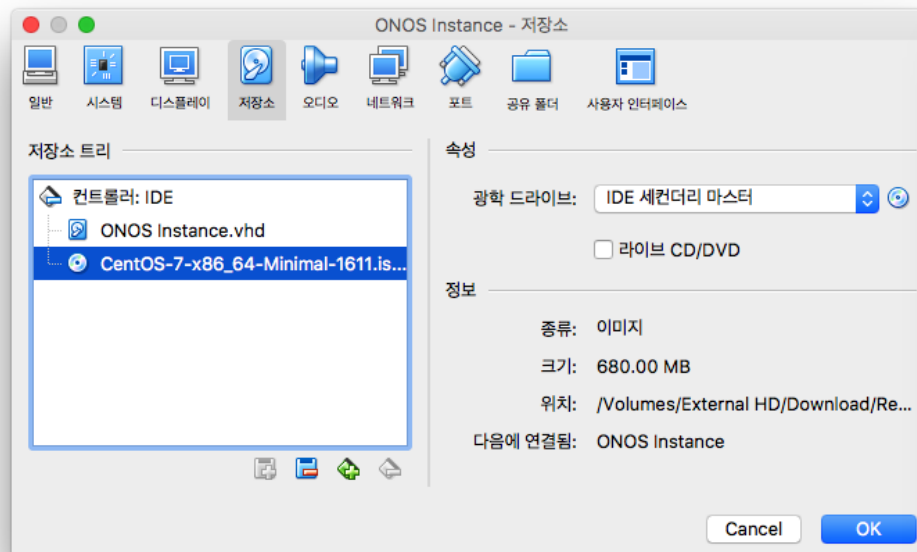 ONOS Instance - 저장소
일반 시스템 디스플레이 저장소 오디오 네트워크 포트 공유 폴더 사용자 인터페이스
저장소 트리
컨트롤러: IDE
ONOS Instance.vhd
CentOS-7-x86_64-Minimal-1611.is...
속성
광학 드라이브: IDE 세컨더리 마스터
라이브 CD/DVD
정보
종류: 이미지
크기: 680.00 MB
위치: /Volumes/External HD/Download/Re...
다음에 연결됨: ONOS Instance
Cancel OK